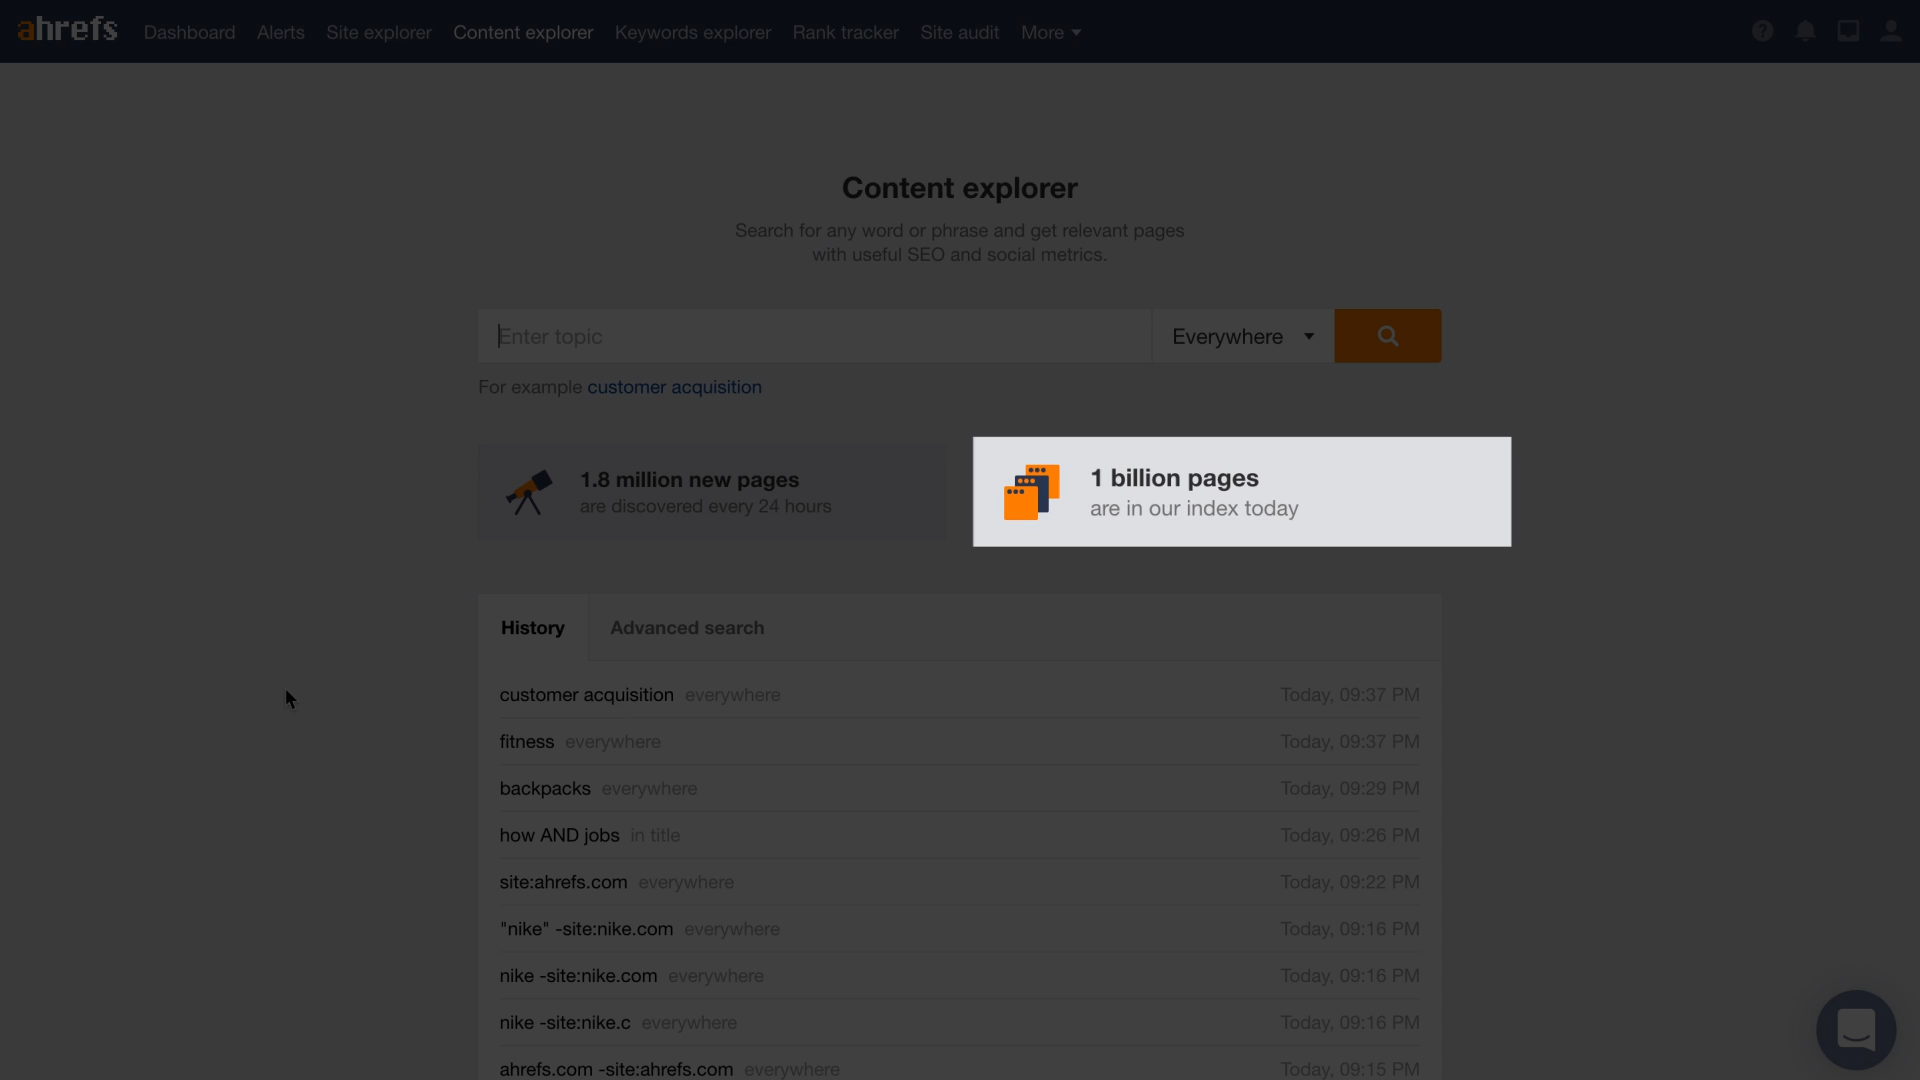 ahrefs Dashboard Alerts Site explorer Content explorer Keywords explorer Rank tracker Site audit More
Content explorer
Search for any word or phrase and get relevant pages
with useful SEO and social metrics.
Enter topic Everywhere
For example customer acquisition
1.8 million new pages
are discovered every 24 hours
1 billion pages
are in our index today
History Advanced search
customer acquisition everywhere Today, 09:37 PM
fitness everywhere Today, 09:37 PM
backpacks everywhere Today, 09:29 PM
how AND jobs in title Today, 09:26 PM
site:ahrefs.com everywhere Today, 09:22 PM
"nike" -site:nike.com everywhere Today, 09:16 PM
nike -site:nike.com everywhere Today, 09:16 PM
nike -site:nike.c everywhere Today, 09:16 PM
ahrefs.com -site:ahrefs.com everywhere Today, 09:15 PM